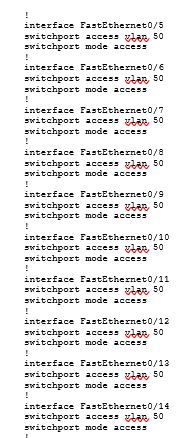 !
interface FastEthernet0/5
switchport access vlan 50
switchport mode access
!
interface FastEthernet0/6
switchport access vlan 50
switchport mode access
!
interface FastEthernet0/7
switchport access vlan 50
switchport mode access
!
interface FastEthernet0/8
switchport access vlan 50
switchport mode access
!
interface FastEthernet0/9
switchport access vlan 50
switchport mode access
!
interface FastEthernet0/10
switchport access vlan 50
switchport mode access
!
interface FastEthernet0/11
switchport access vlan 50
switchport mode access
!
interface FastEthernet0/12
switchport access vlan 50
switchport mode access
!
interface FastEthernet0/13
switchport access vlan 50
switchport mode access
!
interface FastEthernet0/14
switchport access vlan 50
switchport mode access
!